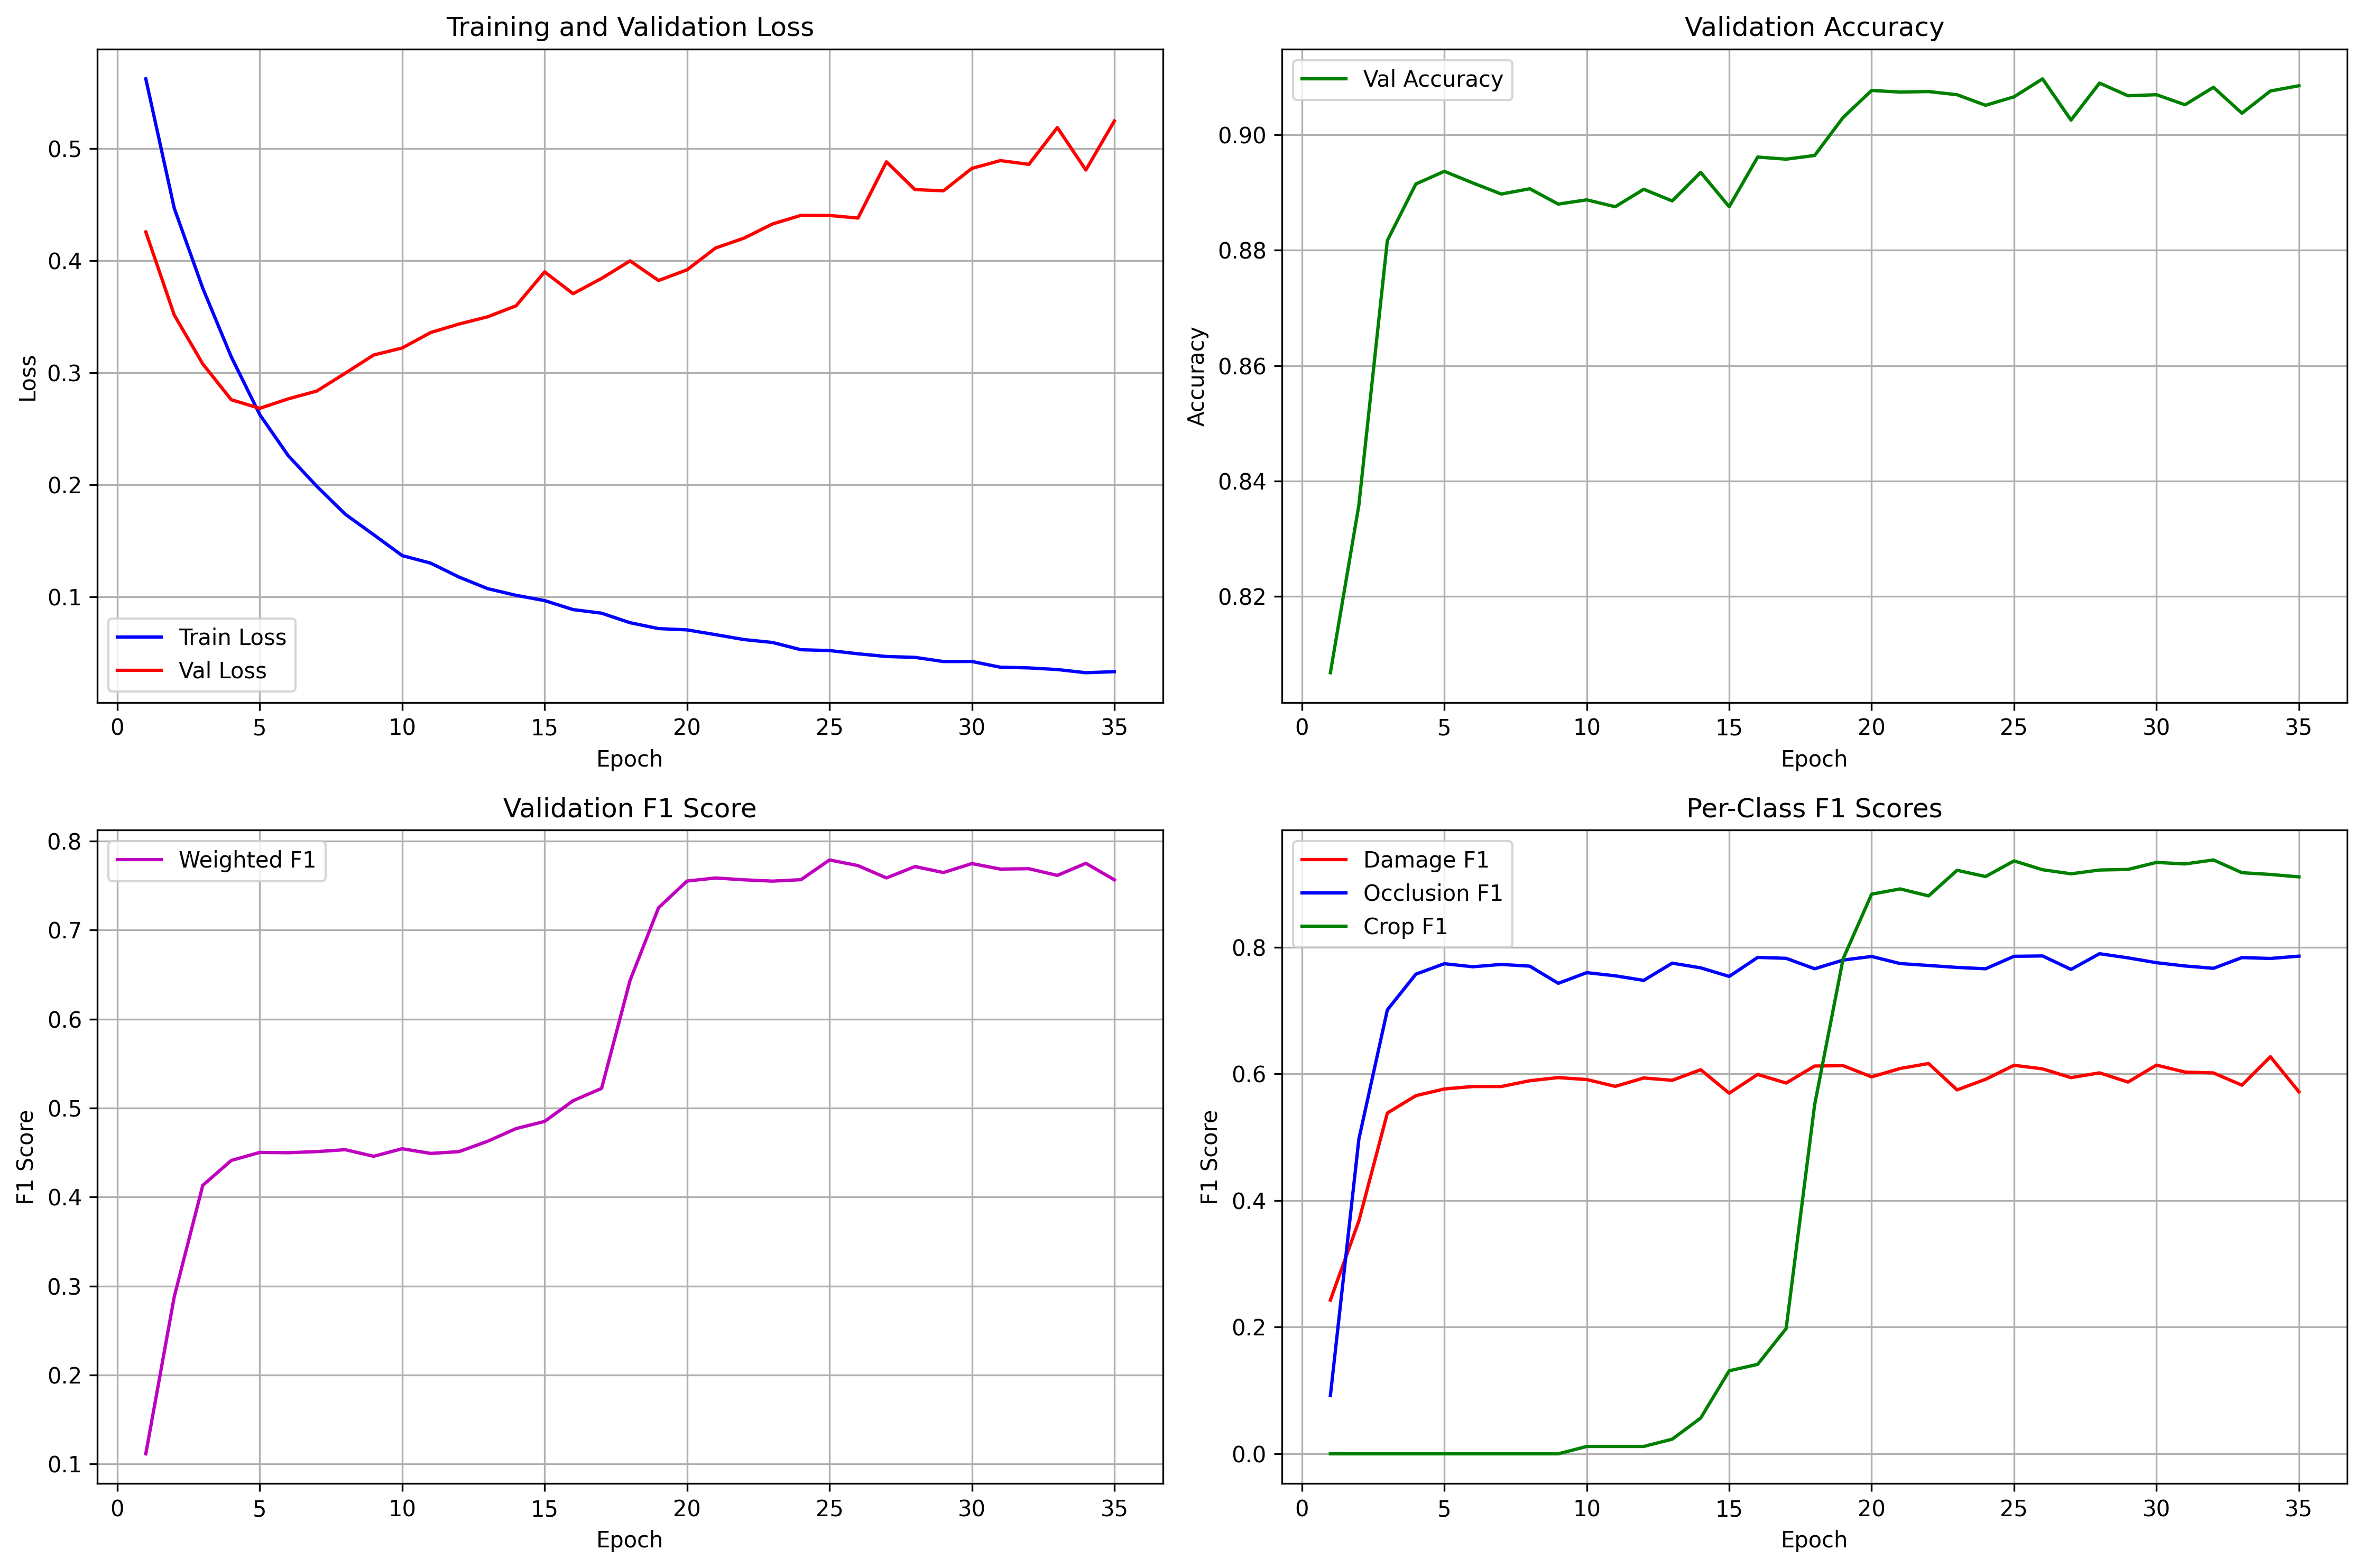 Training and Validation Loss
Loss
0.5
0.4
0.3
0.2
0.1
Train Loss
Val Loss
0 5 10 15 20 25 30 35
Epoch
Validation Accuracy
Val Accuracy
Accuracy
0.90
0.88
0.86
0.84
0.82
0 5 10 15 20 25 30 35
Epoch
Validation F1 Score
Weighted F1
F1 Score
0.8
0.7
0.6
0.5
0.4
0.3
0.2
0.1
0 5 10 15 20 25 30 35
Epoch
Per-Class F1 Scores
Damage F1
Occlusion F1
Crop F1
F1 Score
0.8
0.6
0.4
0.2
0.0
0 5 10 15 20 25 30 35
Epoch